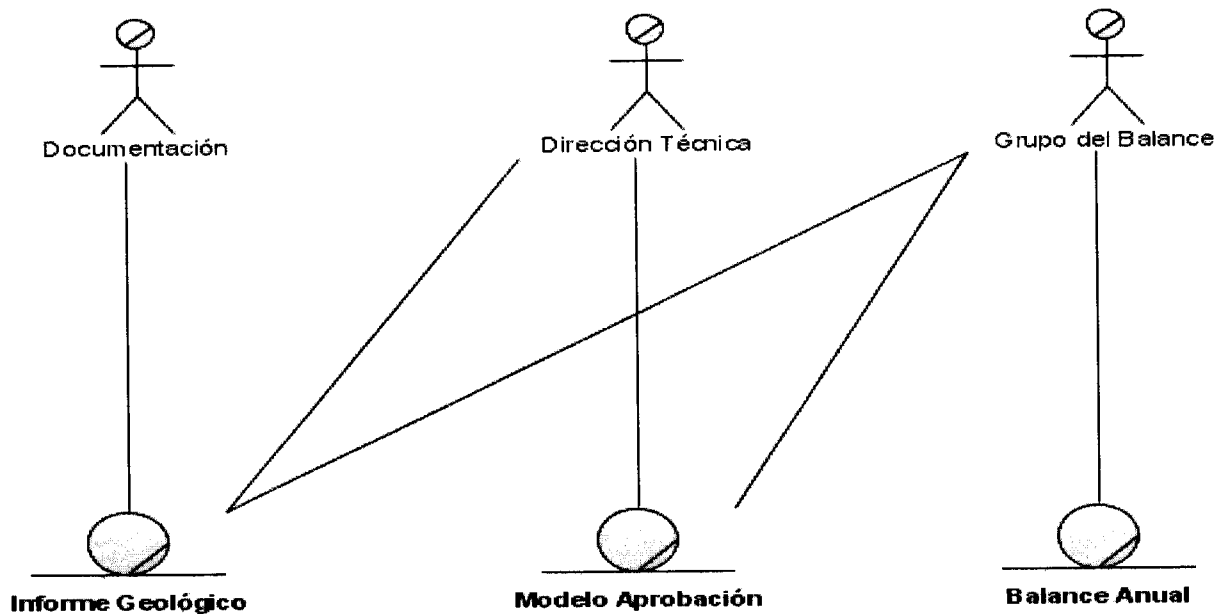 Documentación
Dirección Técnica
Grupo del Balance
Informe Geológico
Modelo Aprobación
Balance Anual